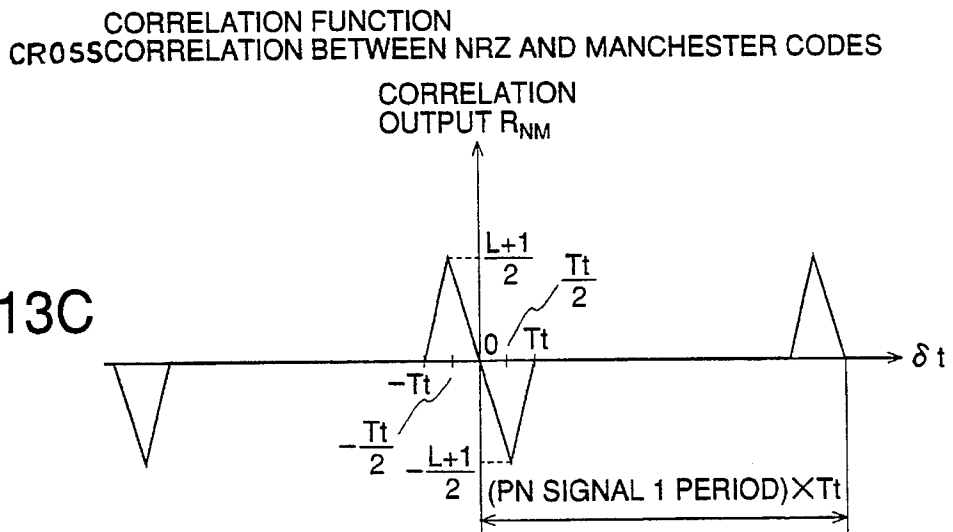 CORRELATION FUNCTION
CROSSCORRELATION BETWEEN NRZ AND MANCHESTER CODES
CORRELATION
OUTPUT R_NM
L+1
2
Tt
2
13C
0
Tt
δ t
−Tt
−Tt
2
−L+1
2
(PN SIGNAL 1 PERIOD)×Tt